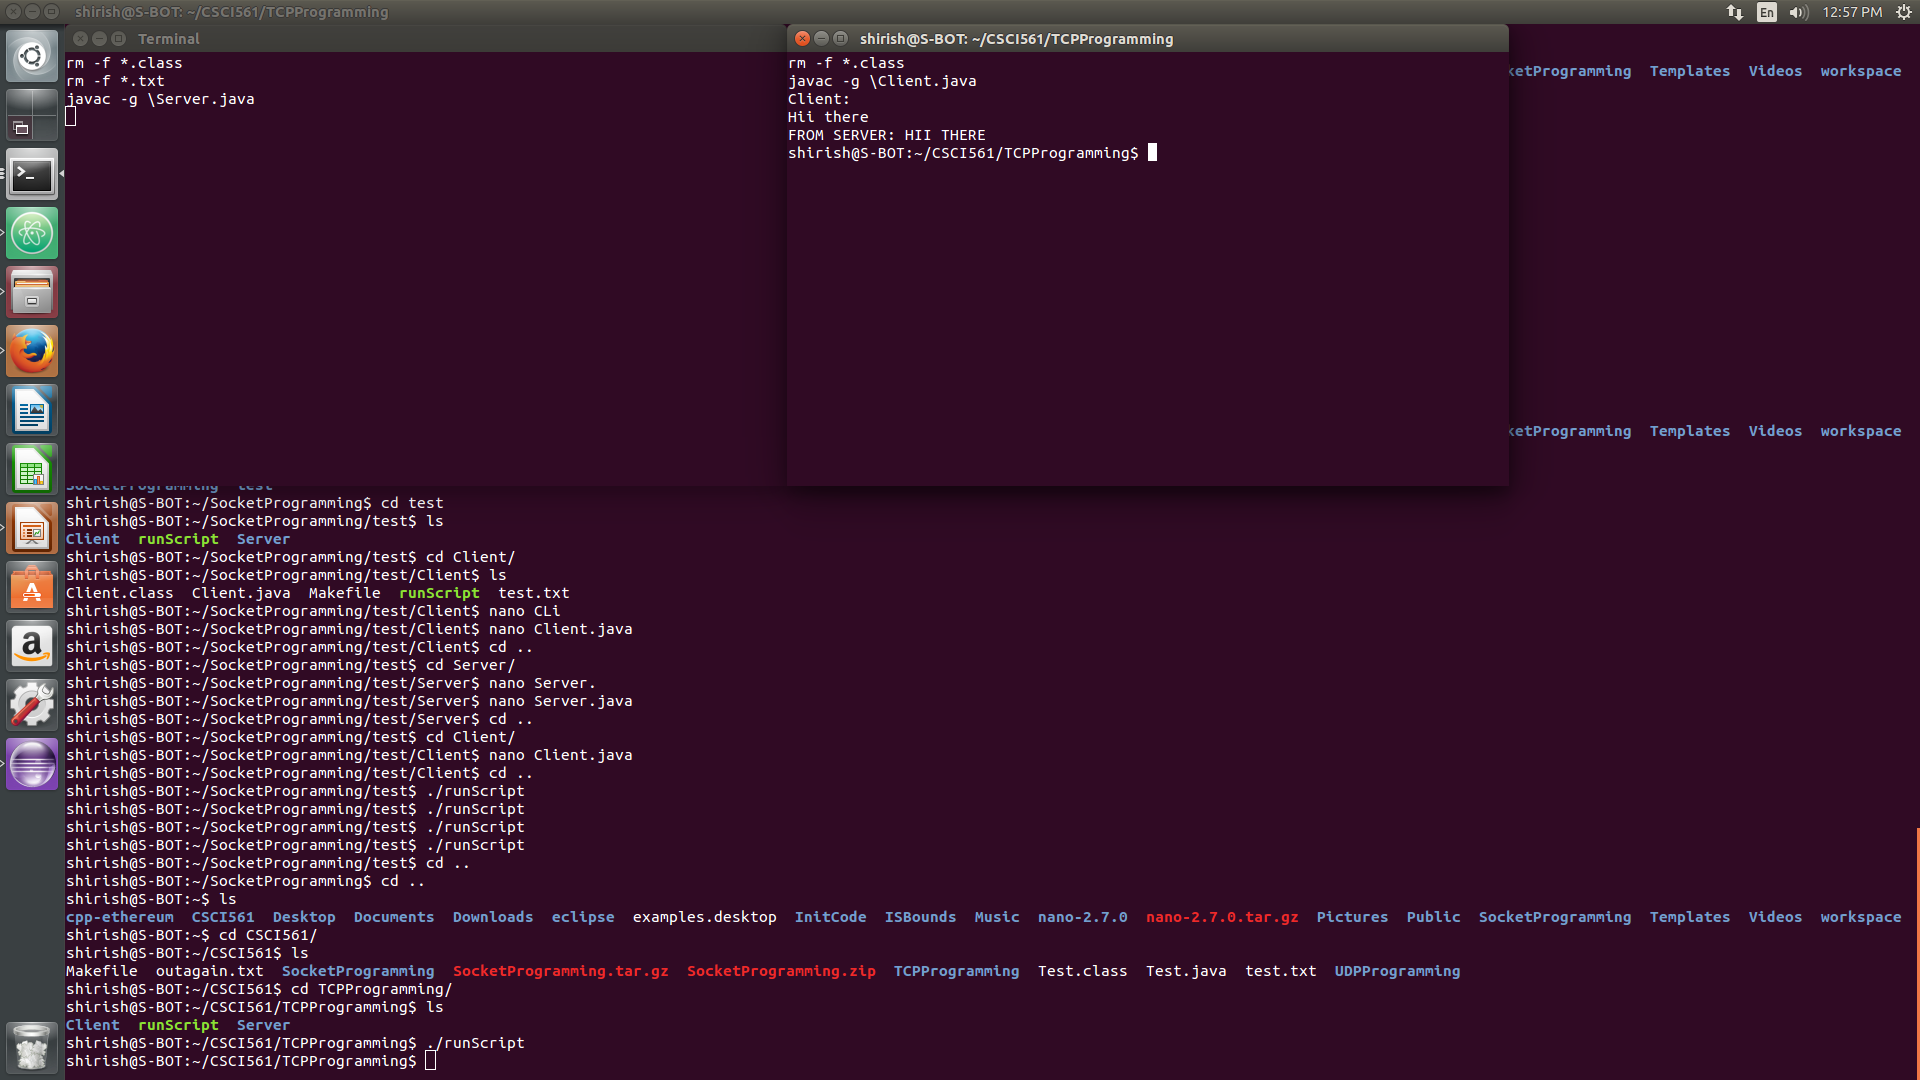 shirish@S-BOT: ~/CSCI561/TCPProgramming
En
12:57 PM
Terminal
rm -f *.class
rm -f *.txt
javac -g \Server.java
shirish@S-BOT: ~/CSCI561/TCPProgramming
rm -f *.class
javac -g \Client.java
Client:
Hii there
FROM SERVER: HII THERE
shirish@S-BOT:~/CSCI561/TCPProgramming$
ketProgramming  Templates  Videos  workspace
ketProgramming  Templates  Videos  workspace
SocketProgramming  test
shirish@S-BOT:~/SocketProgramming$ cd test
shirish@S-BOT:~/SocketProgramming/test$ ls
Client  runScript  Server
shirish@S-BOT:~/SocketProgramming/test$ cd Client/
shirish@S-BOT:~/SocketProgramming/test/Client$ ls
Client.class  Client.java  Makefile  runScript  test.txt
shirish@S-BOT:~/SocketProgramming/test/Client$ nano CLi
shirish@S-BOT:~/SocketProgramming/test/Client$ nano Client.java
shirish@S-BOT:~/SocketProgramming/test/Client$ cd ..
shirish@S-BOT:~/SocketProgramming/test$ cd Server/
shirish@S-BOT:~/SocketProgramming/test/Server$ nano Server.
shirish@S-BOT:~/SocketProgramming/test/Server$ nano Server.java
shirish@S-BOT:~/SocketProgramming/test/Server$ cd ..
shirish@S-BOT:~/SocketProgramming/test$ cd Client/
shirish@S-BOT:~/SocketProgramming/test/Client$ nano Client.java
shirish@S-BOT:~/SocketProgramming/test/Client$ cd ..
shirish@S-BOT:~/SocketProgramming/test$ ./runScript
shirish@S-BOT:~/SocketProgramming/test$ ./runScript
shirish@S-BOT:~/SocketProgramming/test$ ./runScript
shirish@S-BOT:~/SocketProgramming/test$ ./runScript
shirish@S-BOT:~/SocketProgramming/test$ cd ..
shirish@S-BOT:~/SocketProgramming$ cd ..
shirish@S-BOT:~$ ls
cpp-ethereum  CSCI561  Desktop  Documents  Downloads  eclipse  examples.desktop  InitCode  ISBounds  Music  nano-2.7.0  nano-2.7.0.tar.gz  Pictures  Public  SocketProgramming  Templates  Videos  workspace
shirish@S-BOT:~$ cd CSCI561/
shirish@S-BOT:~/CSCI561$ ls
Makefile  outagain.txt  SocketProgramming  SocketProgramming.tar.gz  SocketProgramming.zip  TCPProgramming  Test.class  Test.java  test.txt  UDPProgramming
shirish@S-BOT:~/CSCI561$ cd TCPProgramming/
shirish@S-BOT:~/CSCI561/TCPProgramming$ ls
Client  runScript  Server
shirish@S-BOT:~/CSCI561/TCPProgramming$ ./runScript
shirish@S-BOT:~/CSCI561/TCPProgramming$